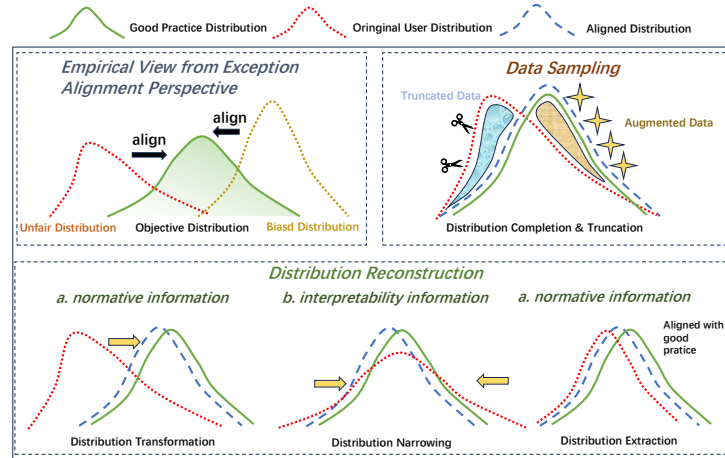 Good Practice Distribution
Oringinal User Distribution
Aligned Distribution
Empirical View from Exception
Alignment Perspective
align
align
Unfair Distribution
Objective Distribution
Biasd Distribution
Data Sampling
Truncated Data
Augmented Data
Distribution Completion & Truncation
Distribution Reconstruction
a. normative information
b. interpretability information
a. normative information
Aligned with
good
pratice
Distribution Transformation
Distribution Narrowing
Distribution Extraction